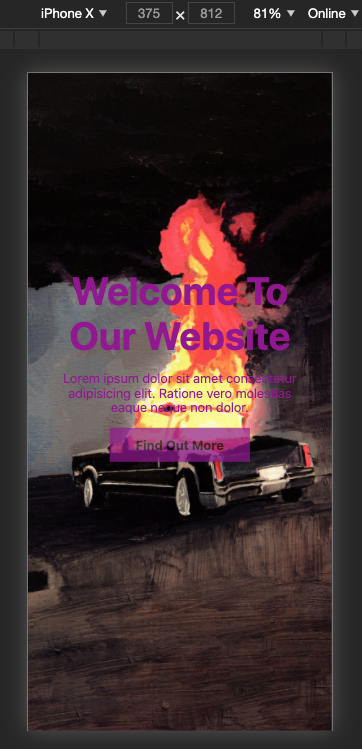 iPhone X 375 × 812 81% Online
Welcome To
Our Website
Lorem ipsum dolor sit amet consectetur
adipisicing elit. Ratione vero molestias
eaque neque non dolor.
Find Out More